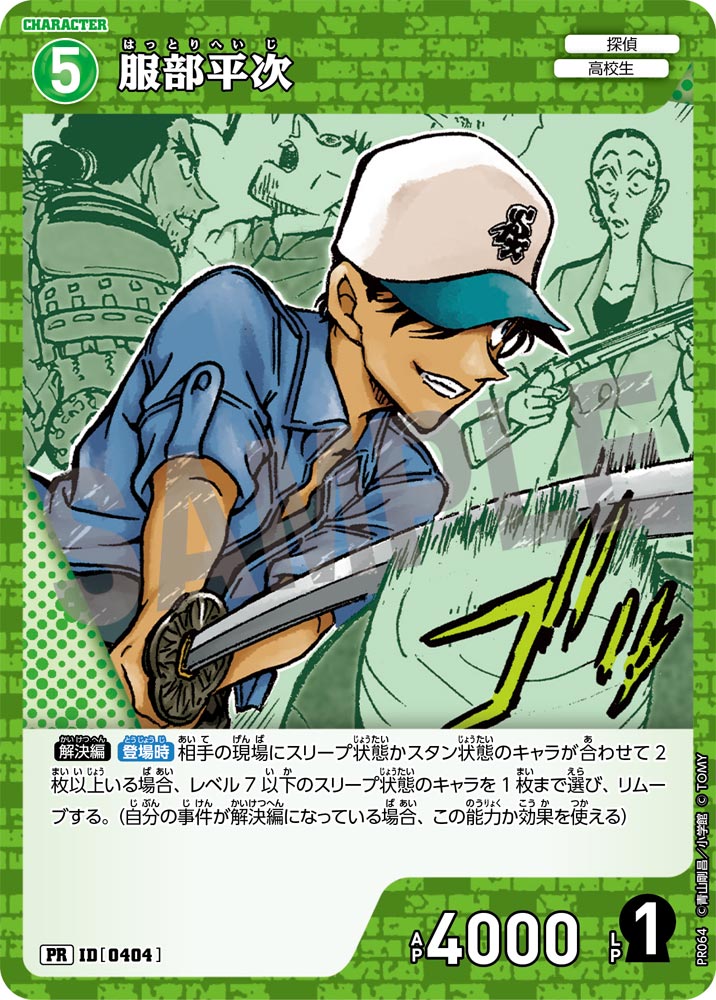 CHARACTER
5
はっとりへいじ
服部平次
探偵
高校生
SAMPLE
ブッ
解決編 登場時 相手の現場にスリープ状態かスタン状態のキャラが合わせて2
枚以上いる場合、レベル7以下のスリープ状態のキャラを1枚まで選び、リムー
ブする。(自分の事件が解決編になっている場合、この能力か効果を使える)
PR ID[0404]
AP 4000 LP 1
PR064 ©青山剛昌/小学館 ©TOMY